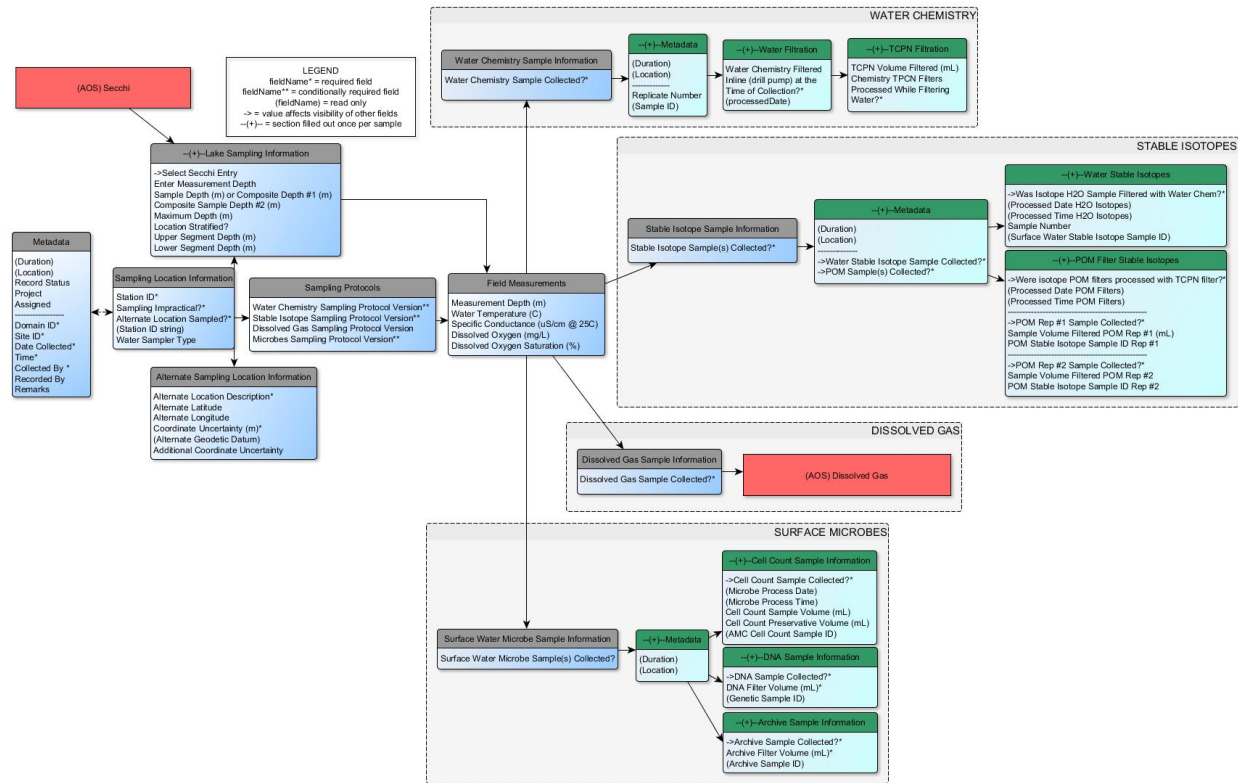 WATER CHEMISTRY
Water Chemistry Sample Information
Water Chemistry Sample Collected?*
--(+)--Metadata
(Duration)
(Location)
--------------
Replicate Number
(Sample ID)
--(+)--Water Filtration
Water Chemistry Filtered
Inline (drill pump) at the
Time of Collection?*
(processedDate)
--(+)--TCPN Filtration
TCPN Volume Filtered (mL)
Chemistry TPCN Filters
Processed While Filtering
Water?*
(AOS) Secchi
LEGEND
fieldName* = required field
fieldName** = conditionally required field
(fieldName) = read only
-> = value affects visibility of other fields
--(+)-- = section filled out once per sample
--(+)--Lake Sampling Information
->Select Secchi Entry
Enter Measurement Depth
Sample Depth (m) or Composite Depth #1 (m)
Composite Sample Depth #2 (m)
Maximum Depth (m)
Location Stratified?
Upper Segment Depth (m)
Lower Segment Depth (m)
Metadata
(Duration)
(Location)
Record Status
Project
Assigned
------------------
Domain ID*
Site ID*
Date Collected*
Time*
Collected By *
Recorded By
Remarks
Sampling Location Information
Station ID*
Sampling Impractical?*
Alternate Location Sampled?*
(Station ID string)
Water Sampler Type
Sampling Protocols
Water Chemistry Sampling Protocol Version**
Stable Isotope Sampling Protocol Version**
Dissolved Gas Sampling Protocol Version
Microbes Sampling Protocol Version**
Alternate Sampling Location Information
Alternate Location Description*
Alternate Latitude
Alternate Longitude
Coordinate Uncertainty (m)*
(Alternate Geodetic Datum)
Additional Coordinate Uncertainty
Field Measurements
Measurement Depth (m)
Water Temperature (C)
Specific Conductance (uS/cm @ 25C)
Dissolved Oxygen (mg/L)
Dissolved Oxygen Saturation (%)
STABLE ISOTOPES
Stable Isotope Sample Information
Stable Isotope Sample(s) Collected?*
--(+)--Metadata
(Duration)
(Location)
--------------
->Water Stable Isotope Sample Collected?*
->POM Sample(s) Collected?*
--(+)--Water Stable Isotopes
->Was Isotope H2O Sample Filtered with Water Chem?*
(Processed Date H2O Isotopes)
(Processed Time H2O Isotopes)
Sample Number
(Surface Water Stable Isotope Sample ID)
--(+)--POM Filter Stable Isotopes
->Were isotope POM filters processed with TCPN filter?*
(Processed Date POM Filters)
(Processed Time POM Filters)
--------------------------------------------------
->POM Rep #1 Sample Collected?*
Sample Volume Filtered POM Rep #1 (mL)
POM Stable Isotope Sample ID Rep #1
--------------------------------------------------
->POM Rep #2 Sample Collected?*
Sample Volume Filtered POM Rep #2
POM Stable Isotope Sample ID Rep #2
DISSOLVED GAS
Dissolved Gas Sample Information
Dissolved Gas Sample Collected?*
(AOS) Dissolved Gas
SURFACE MICROBES
Surface Water Microbe Sample Information
Surface Water Microbe Sample(s) Collected?
--(+)--Metadata
(Duration)
(Location)
--(+)--Cell Count Sample Information
->Cell Count Sample Collected?*
(Microbe Process Date)
(Microbe Process Time)
Cell Count Sample Volume (mL)
Cell Count Preservative Volume (mL)
(AMC Cell Count Sample ID)
--(+)--DNA Sample Information
->DNA Sample Collected?*
DNA Filter Volume (mL)*
(Genetic Sample ID)
--(+)--Archive Sample Information
->Archive Sample Collected?*
Archive Filter Volume (mL)*
(Archive Sample ID)